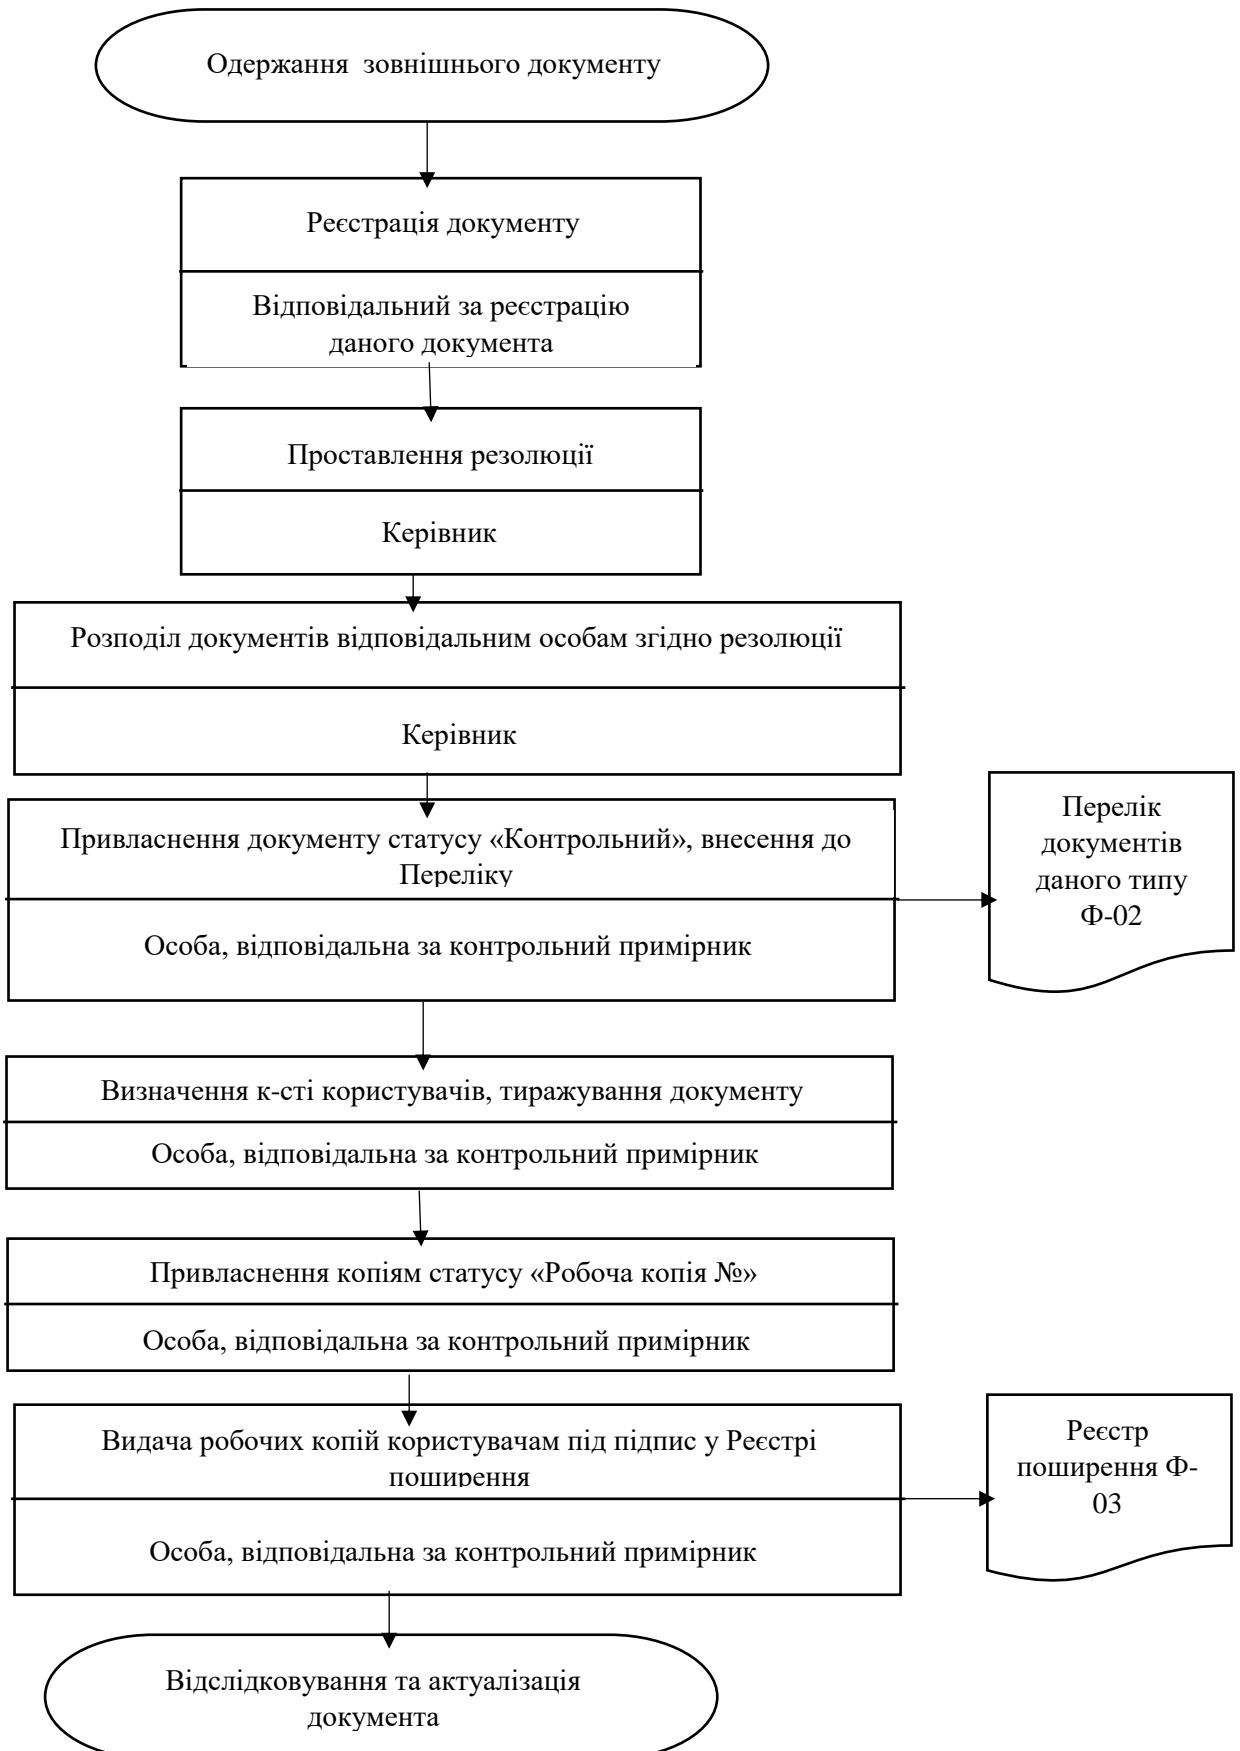 Одержання зовнішнього документу
Реєстрація документу
Відповідальний за реєстрацію
даного документа
Проставлення резолюції
Керівник
Розподіл документів відповідальним особам згідно резолюції
Керівник
Привласнення документу статусу «Контрольний», внесення до
Переліку
Особа, відповідальна за контрольний примірник
Перелік
документів
даного типу
Ф-02
Визначення к-сті користувачів, тиражування документу
Особа, відповідальна за контрольний примірник
Привласнення копіям статусу «Робоча копія №»
Особа, відповідальна за контрольний примірник
Видача робочих копій користувачам під підпис у Реєстрі
поширення
Особа, відповідальна за контрольний примірник
Реєстр
поширення Ф-
03
Відслідковування та актуалізація
документа